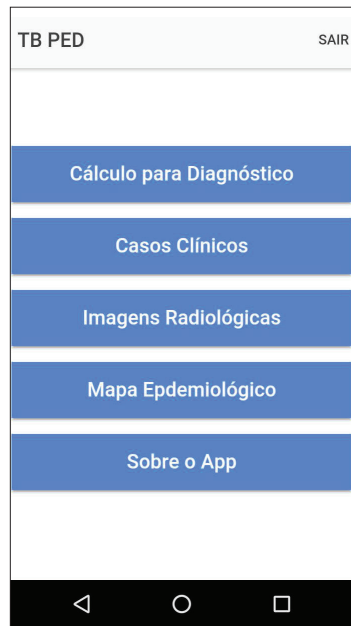 TB PED SAIR
Cálculo para Diagnóstico
Casos Clínicos
Imagens Radiológicas
Mapa Epdemiológico
Sobre o App